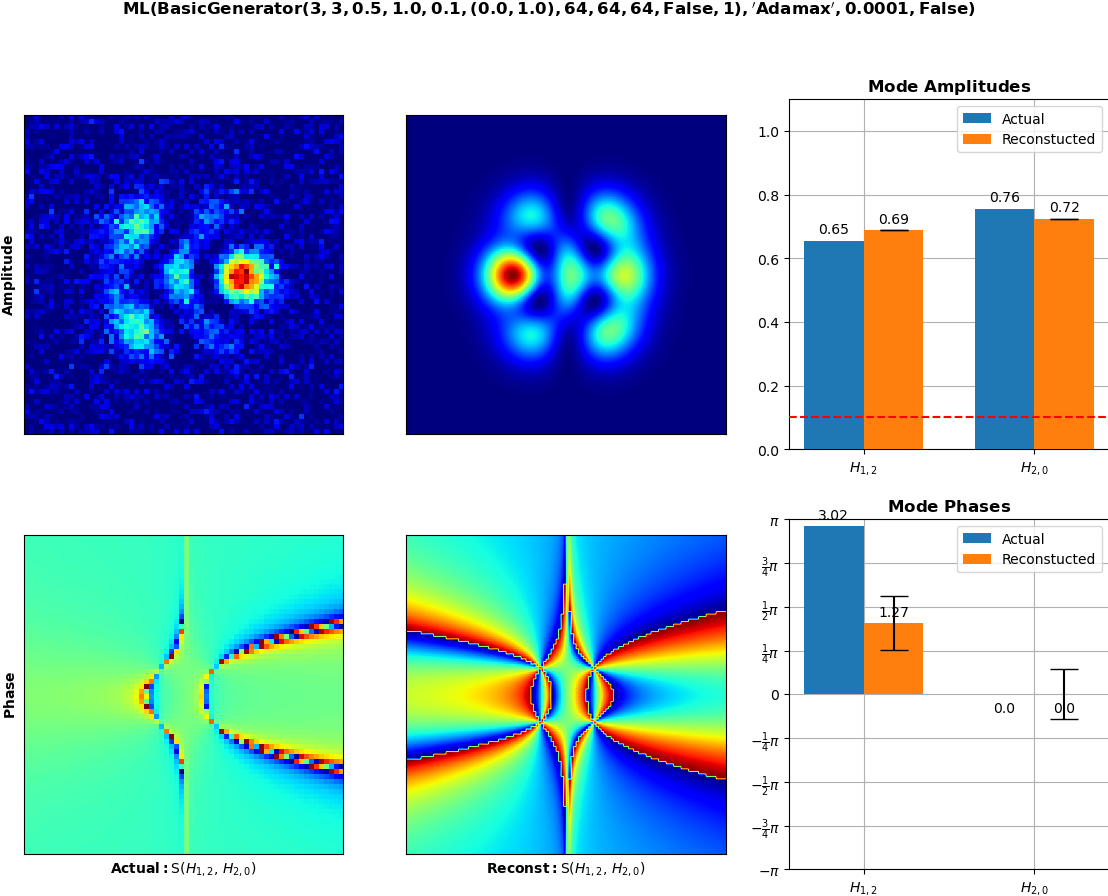 ML(BasicGenerator(3, 3, 0.5, 1.0, 0.1, (0.0, 1.0), 64, 64, 64, False, 1), ′Adamax′, 0.0001, False)
Amplitude
Mode Amplitudes
Actual
Reconstucted
1.0
0.8
0.6
0.4
0.2
0.0
0.65
0.69
0.76
0.72
H1, 2
H2, 0
Phase
Actual: S(H1, 2, H2, 0)
Reconst: S(H1, 2, H2, 0)
Mode Phases
Actual
Reconstucted
π
3/4π
1/2π
1/4π
0
−1/4π
−1/2π
−3/4π
−π
3.02
1.27
0.0
0.0
H1, 2
H2, 0